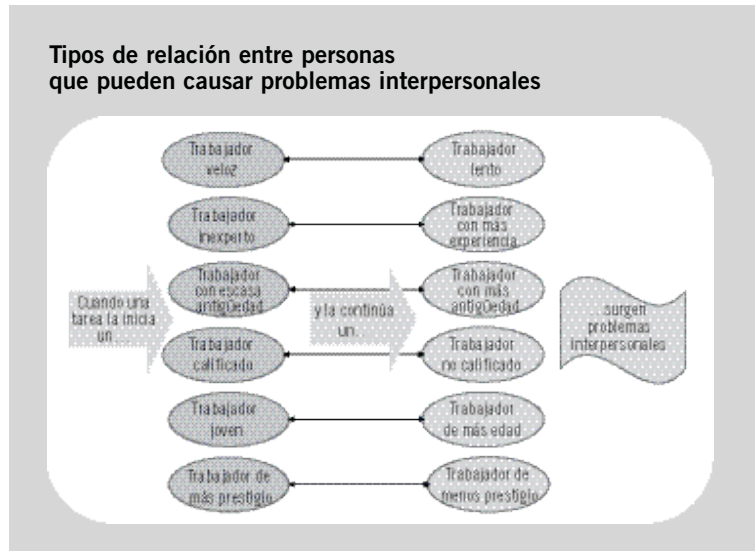 Tipos de relación entre personas
que pueden causar problemas interpersonales
Trabajador
veloz
Trabajador
lento
Trabajador
inexperto
Trabajador
con más
experiencia
Cuando una
tarea la inicia
un...
Trabajador
con escasa
antigüedad
y la continúa
un...
Trabajador
con más
antigüedad
...surgen
problemas
interpersonales
Trabajador
calificado
Trabajador
no calificado
Trabajador
joven
Trabajador
de más edad
Trabajador de
más prestigio
Trabajador de
menos prestigio